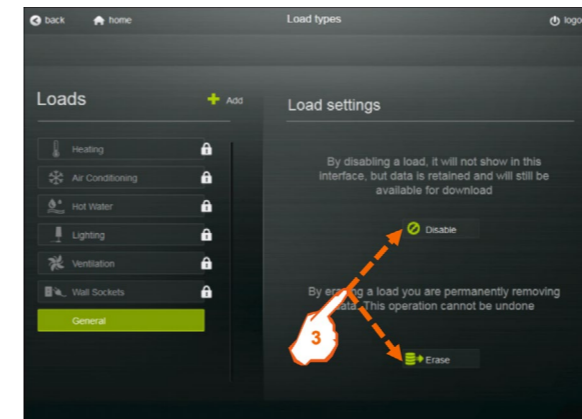 back
home
Load types
logo
Loads
Add
Heating
Air Conditioning
Hot Water
Lighting
Ventilation
Wall Sockets
General
Load settings
By disabling a load, it will not show in this
interface, but data is retained and will still be
available for download
Disable
By erasing a load you are permanently removing
data. This operation cannot be undone
3
Erase